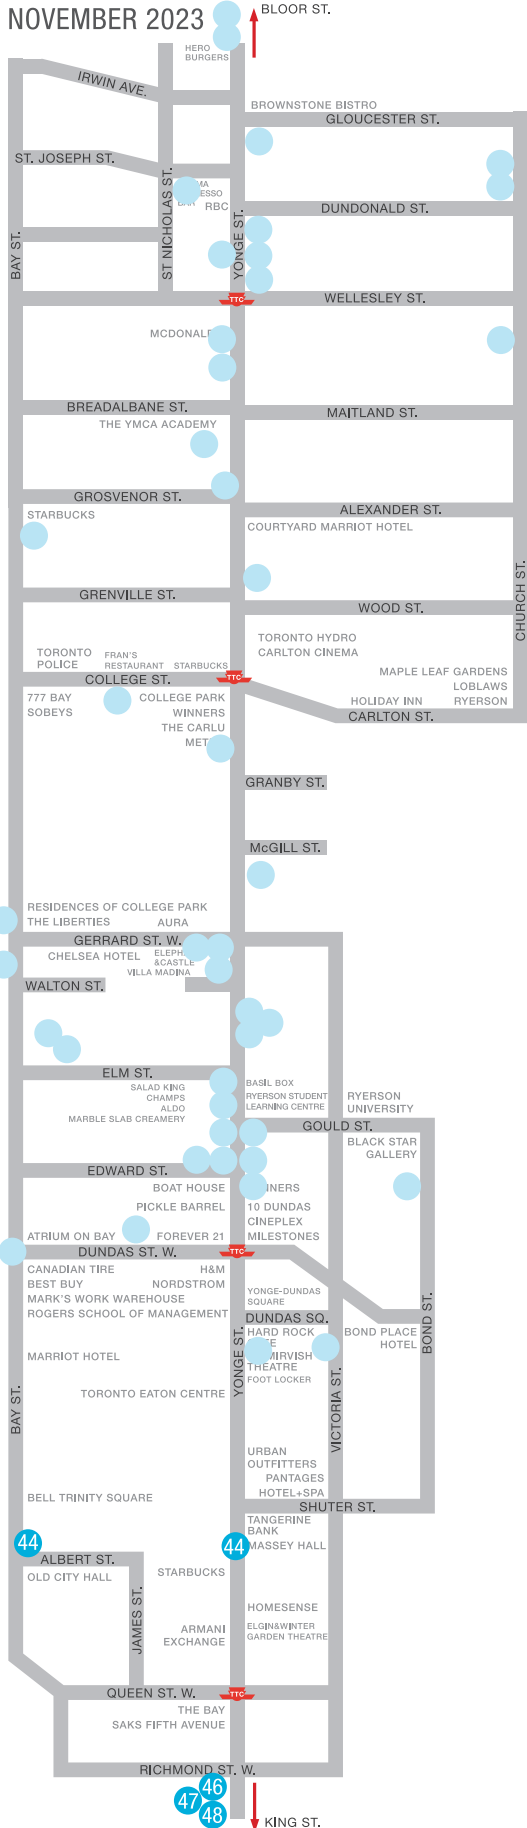 NOVEMBER 2023
BLOOR ST.
HERO
BURGERS
IRWIN AVE.
BROWNSTONE BISTRO
GLOUCESTER ST.
ST. JOSEPH ST.
ST NICHOLAS ST.
RBC
YONGE ST.
DUNDONALD ST.
BAY ST.
TTC
WELLESLEY ST.
BREADALBANE ST.
MAITLAND ST.
THE YMCA ACADEMY
GROSVENOR ST.
ALEXANDER ST.
STARBUCKS
COURTYARD MARRIOT HOTEL
CHURCH ST.
GRENVILLE ST.
WOOD ST.
TORONTO
POLICE
FRAN'S
RESTAURANT
STARBUCKS
TORONTO HYDRO
CARLTON CINEMA
COLLEGE ST.
TTC
MAPLE LEAF GARDENS
LOBLAWS
HOLIDAY INN
RYERSON
CARLTON ST.
777 BAY
SOBEYS
COLLEGE PARK
WINNERS
THE CARLU
GRANBY ST.
McGILL ST.
RESIDENCES OF COLLEGE PARK
THE LIBERTIES
AURA
GERRARD ST. W.
CHELSEA HOTEL
&CASTLE
VILLA MADINA
WALTON ST.
ELM ST.
SALAD KING
CHAMPS
ALDO
MARBLE SLAB CREAMERY
BASIL BOX
RYERSON STUDENT
LEARNING CENTRE
RYERSON
UNIVERSITY
GOULD ST.
BLACK STAR
GALLERY
EDWARD ST.
BOAT HOUSE
PICKLE BARREL
10 DUNDAS
CINEPLEX
MILESTONES
ATRIUM ON BAY
FOREVER 21
DUNDAS ST. W.
TTC
CANADIAN TIRE
H&M
BEST BUY
NORDSTROM
MARK'S WORK WAREHOUSE
ROGERS SCHOOL OF MANAGEMENT
YONGE-DUNDAS
SQUARE
DUNDAS SQ.
BOND ST.
HARD ROCK
THEATRE
FOOT LOCKER
BOND PLACE
HOTEL
MARRIOT HOTEL
YONGE ST.
VICTORIA ST.
TORONTO EATON CENTRE
BAY ST.
URBAN
OUTFITTERS
PANTAGES
HOTEL+SPA
BELL TRINITY SQUARE
SHUTER ST.
TANGERINE
BANK
MASSEY HALL
44
44
ALBERT ST.
OLD CITY HALL
STARBUCKS
JAMES ST.
HOMESENSE
ARMANI
EXCHANGE
ELGIN&WINTER
GARDEN THEATRE
QUEEN ST. W.
TTC
THE BAY
SAKS FIFTH AVENUE
RICHMOND ST. W.
46
47
48
KING ST.